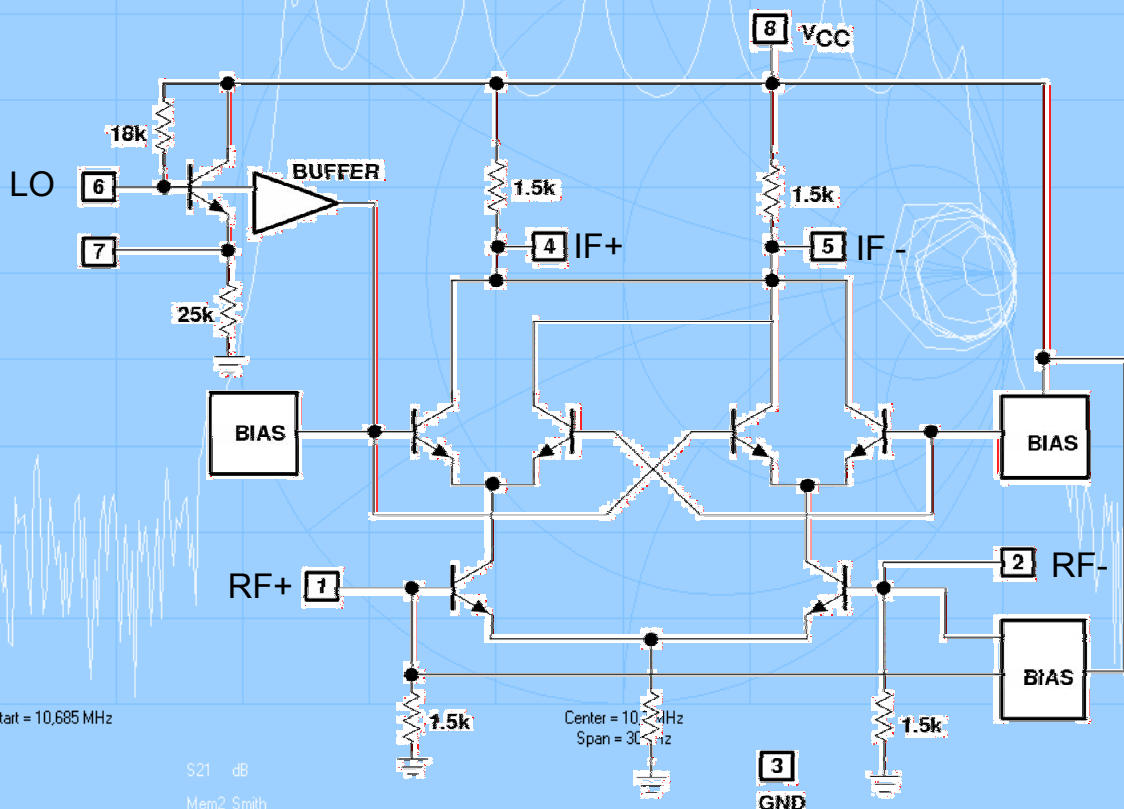 8 VCC
18k
LO 6
BUFFER
1.5k
1.5k
7
4 IF+
5 IF -
25k
BIAS
BIAS
RF+ 1
2 RF-
BIAS
1.5k
1.5k
tart = 10,685 MHz
Center = 10, MHz
Span = 30 Hz
3
GND
S21 dB
Mem2 Smith